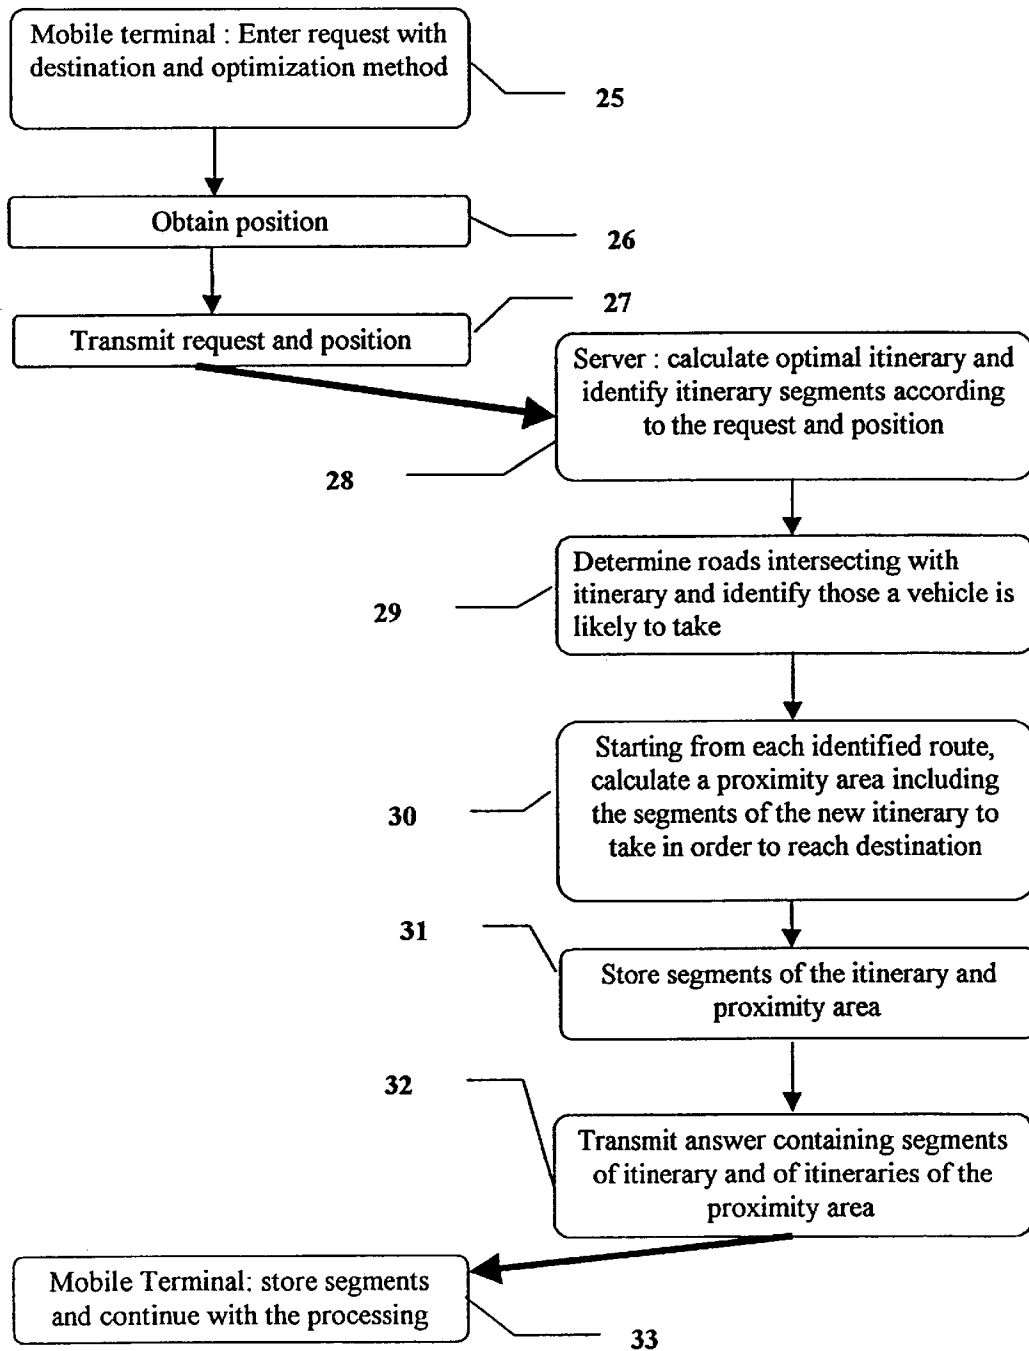 Mobile terminal : Enter request with
destination and optimization method
25
Obtain position
26
27
Transmit request and position
Server : calculate optimal itinerary and
identify itinerary segments according
to the request and position
28
Determine roads intersecting with
itinerary and identify those a vehicle is
likely to take
29
Starting from each identified route,
calculate a proximity area including
the segments of the new itinerary to
take in order to reach destination
30
31
Store segments of the itinerary and
proximity area
32
Transmit answer containing segments
of itinerary and of itineraries of the
proximity area
Mobile Terminal: store segments
and continue with the processing
33